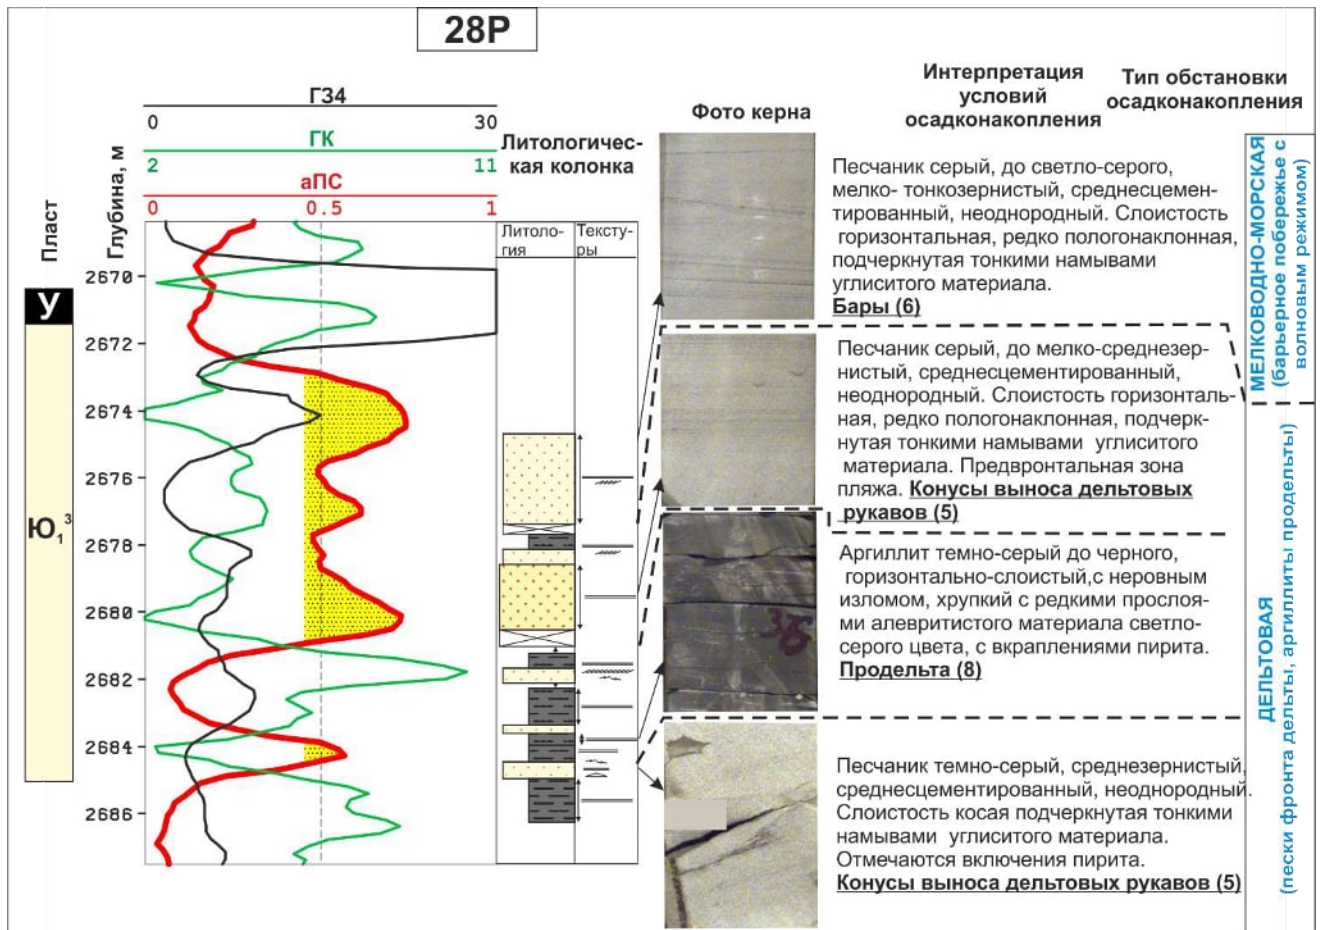 28Р
Пласт
Глубина, м
ГЗ4
0 30
ГК
2 11
аПС
0 0.5 1
Литологичес-
кая колонка
Литоло-
гия
Тексту-
ры
Фото керна
Интерпретация
условий
осадконакопления
Тип обстановки
осадконакопления
У
Ю₁³
2670
2672
2674
2676
2678
2680
2682
2684
2686
Песчаник серый, до светло-серого,
мелко- тонкозернистый, среднесцемен-
тированный, неоднородный. Слоистость
горизонтальная, редко пологонаклонная,
подчеркнутая тонкими намывами
углиситого материала.
Бары (6)
Песчаник серый, до мелко-среднезер-
нистый, среднесцементированный,
неоднородный. Слоистость горизонталь-
ная, редко пологонаклонная, подчерк-
нутая тонкими намывами углиситого
материала. Предвронтальная зона
пляжа. Конусы выноса дельтовых
рукавов (5)
Аргиллит темно-серый до черного,
горизонтально-слоистый,с неровным
изломом, хрупкий с редкими прослоя-
ми алевритистого материала светло-
серого цвета, с вкраплениями пирита.
Продельта (8)
Песчаник темно-серый, среднезернистый,
среднесцементированный, неоднородный.
Слоистость косая подчеркнутая тонкими
намывами углиситого материала.
Отмечаются включения пирита.
Конусы выноса дельтовых рукавов (5)
МЕЛКОВОДНО-МОРСКАЯ
(барьерное побережье с
волновым режимом)
ДЕЛЬТОВАЯ
(пески фронта дельты, аргиллиты продельты)